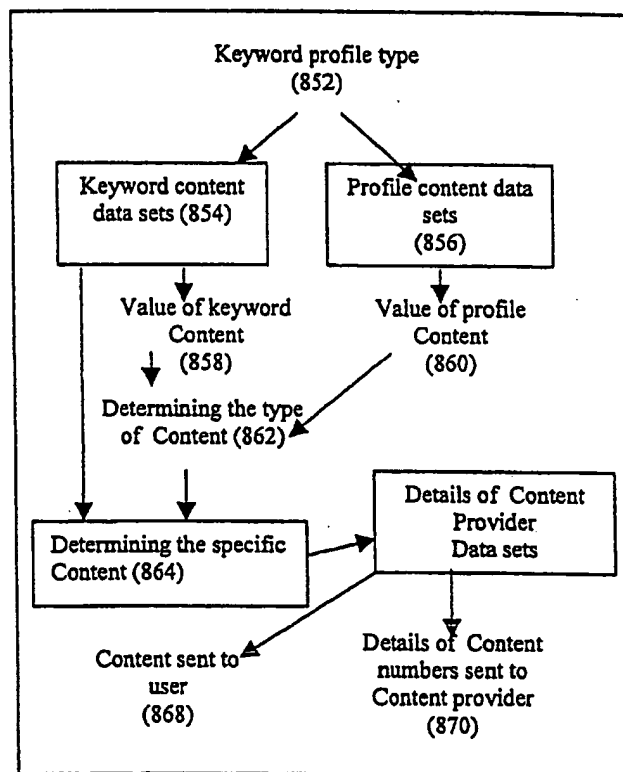 Keyword profile type
(852)
Keyword content
data sets (854)
Profile content data
sets
(856)
Value of keyword
Content
(858)
Value of profile
Content
(860)
Determining the type
of Content (862)
Determining the specific
Content (864)
Details of Content
Provider
Data sets
Content sent to
user
(868)
Details of Content
numbers sent to
Content provider
(870)